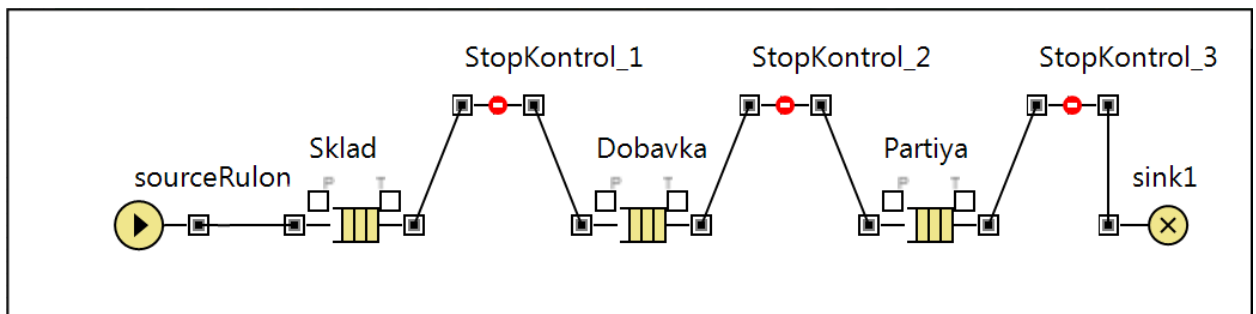 StopKontrol_1 StopKontrol_2 StopKontrol_3
Sklad Dobavka Partiya
sourceRulon sink1
P T P T P T